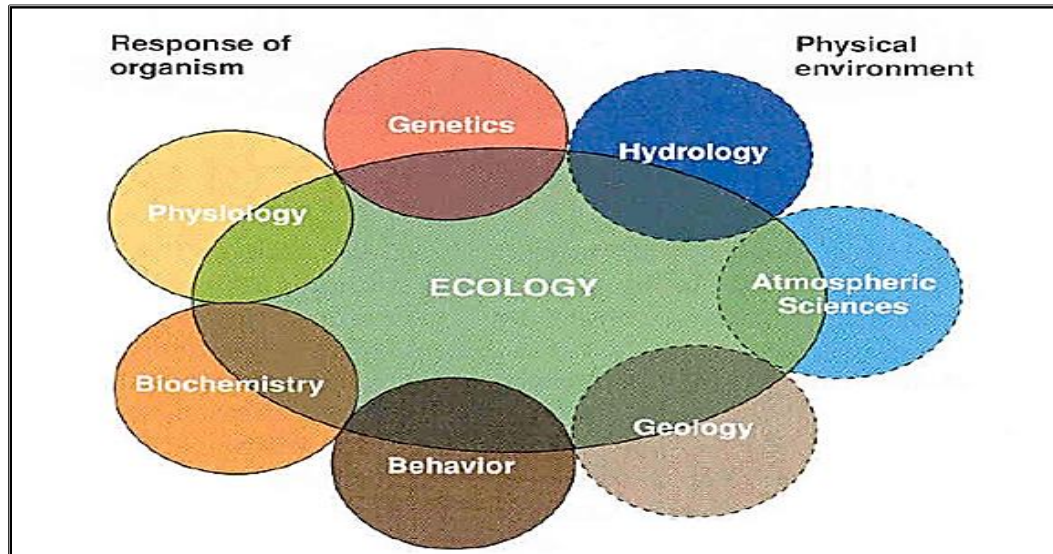 Response of
organism
Physical
environment
Genetics
Hydrology
Physiology
ECOLOGY
Atmospheric
Sciences
Biochemistry
Geology
Behavior